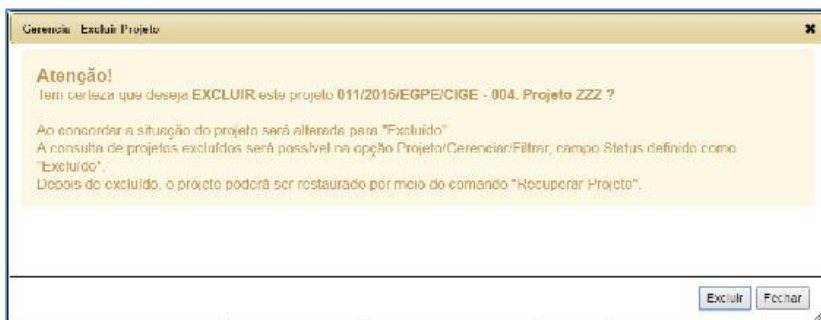 Gerencia Excluir Projeto
Atenção!
Tem certeza que deseja EXCLUIR este projeto 011/2015/EGPE/CIGE - 004. Projeto ZZZ ?
Ao concordar a situação do projeto será alterada para "Excluído"
A consulta de projetos excluídos será possível na opção Projeto/Gerenciar/Filtrar, campo Status definido como
"Excluído".
Depois de excluído, o projeto poderá ser restaurado por meio do comando "Recuperar Projeto".
Excluir Fechar